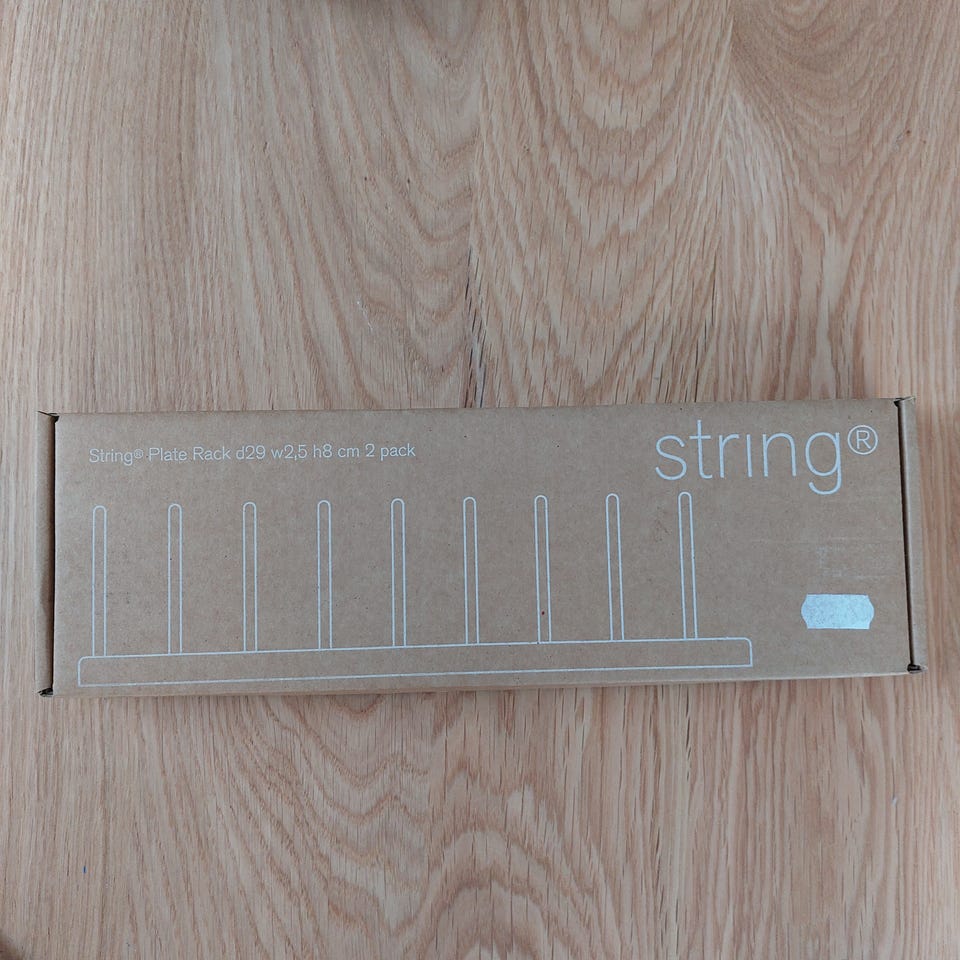 String® Plate Rack d29 w2,5 h8 cm 2 pack
string®